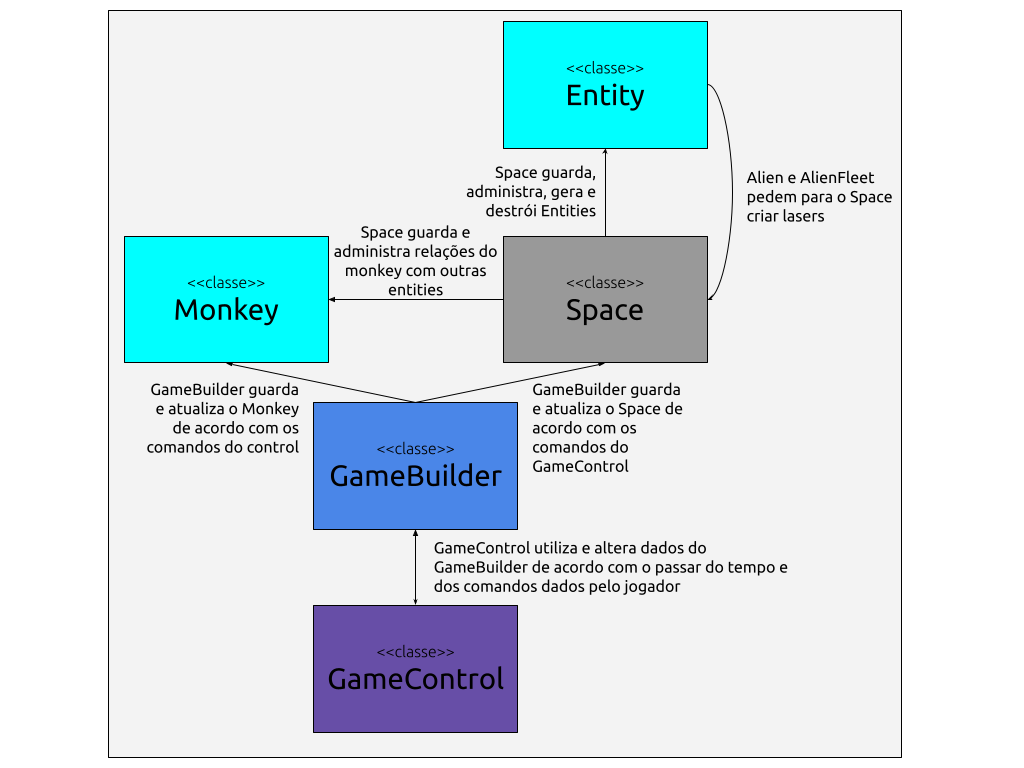 <<classe>>
Entity
Space guarda,
administra, gera e
destrói Entities
Alien e AlienFleet
pedem para o Space
criar lasers
Space guarda e
administra relações do
monkey com outras
entities
<<classe>>
Monkey
<<classe>>
Space
GameBuilder guarda
e atualiza o Monkey
de acordo com os
comandos do control
GameBuilder guarda
e atualiza o Space de
acordo com os
comandos do
GameControl
<<classe>>
GameBuilder
GameControl utiliza e altera dados do
GameBuilder de acordo com o passar do tempo e
dos comandos dados pelo jogador
<<classe>>
GameControl